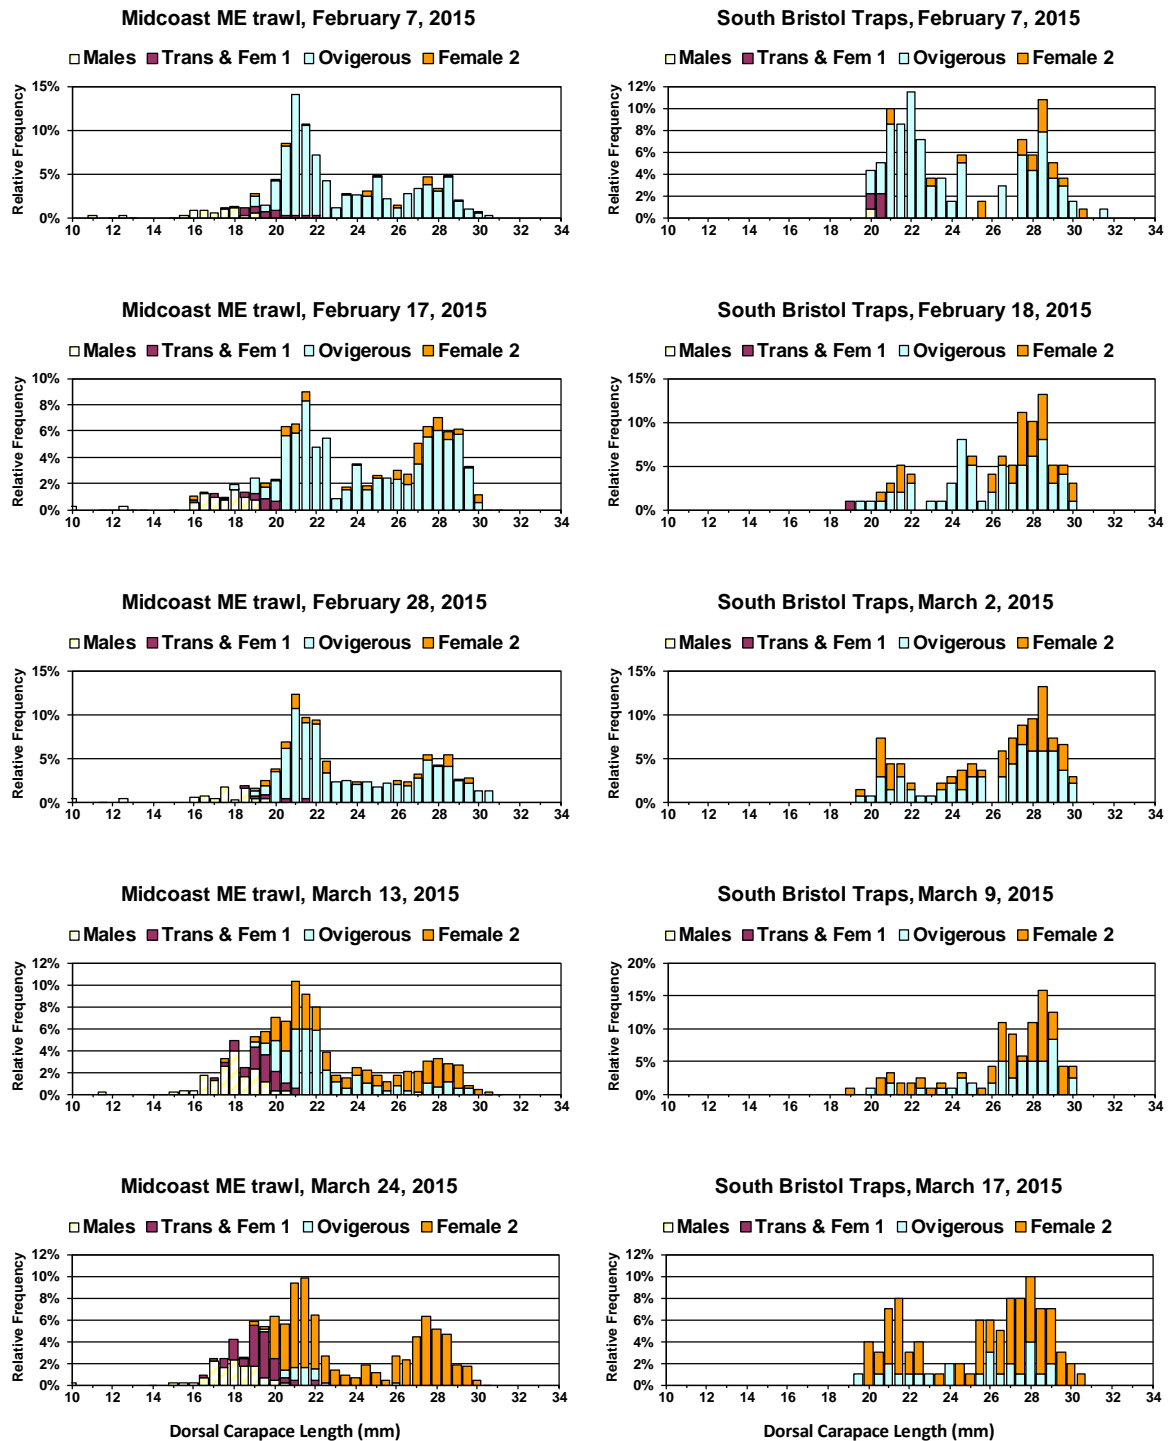 Midcoast ME trawl, February 7, 2015
Males Trans & Fem 1 Ovigerous Female 2
Relative Frequency
15%
10%
5%
0%
10 12 14 16 18 20 22 24 26 28 30 32 34
South Bristol Traps, February 7, 2015
Males Trans & Fem 1 Ovigerous Female 2
Relative Frequency
12%
10%
8%
6%
4%
2%
0%
10 12 14 16 18 20 22 24 26 28 30 32 34
Midcoast ME trawl, February 17, 2015
Males Trans & Fem 1 Ovigerous Female 2
Relative Frequency
10%
8%
6%
4%
2%
0%
10 12 14 16 18 20 22 24 26 28 30 32 34
South Bristol Traps, February 18, 2015
Males Trans & Fem 1 Ovigerous Female 2
Relative Frequency
15%
10%
5%
0%
10 12 14 16 18 20 22 24 26 28 30 32 34
Midcoast ME trawl, February 28, 2015
Males Trans & Fem 1 Ovigerous Female 2
Relative Frequency
15%
10%
5%
0%
10 12 14 16 18 20 22 24 26 28 30 32 34
South Bristol Traps, March 2, 2015
Males Trans & Fem 1 Ovigerous Female 2
Relative Frequency
15%
10%
5%
0%
10 12 14 16 18 20 22 24 26 28 30 32 34
Midcoast ME trawl, March 13, 2015
Males Trans & Fem 1 Ovigerous Female 2
Relative Frequency
12%
10%
8%
6%
4%
2%
0%
10 12 14 16 18 20 22 24 26 28 30 32 34
South Bristol Traps, March 9, 2015
Males Trans & Fem 1 Ovigerous Female 2
Relative Frequency
20%
15%
10%
5%
0%
10 12 14 16 18 20 22 24 26 28 30 32 34
Midcoast ME trawl, March 24, 2015
Males Trans & Fem 1 Ovigerous Female 2
Relative Frequency
12%
10%
8%
6%
4%
2%
0%
10 12 14 16 18 20 22 24 26 28 30 32 34
Dorsal Carapace Length (mm)
South Bristol Traps, March 17, 2015
Males Trans & Fem 1 Ovigerous Female 2
Relative Frequency
12%
10%
8%
6%
4%
2%
0%
10 12 14 16 18 20 22 24 26 28 30 32 34
Dorsal Carapace Length (mm)